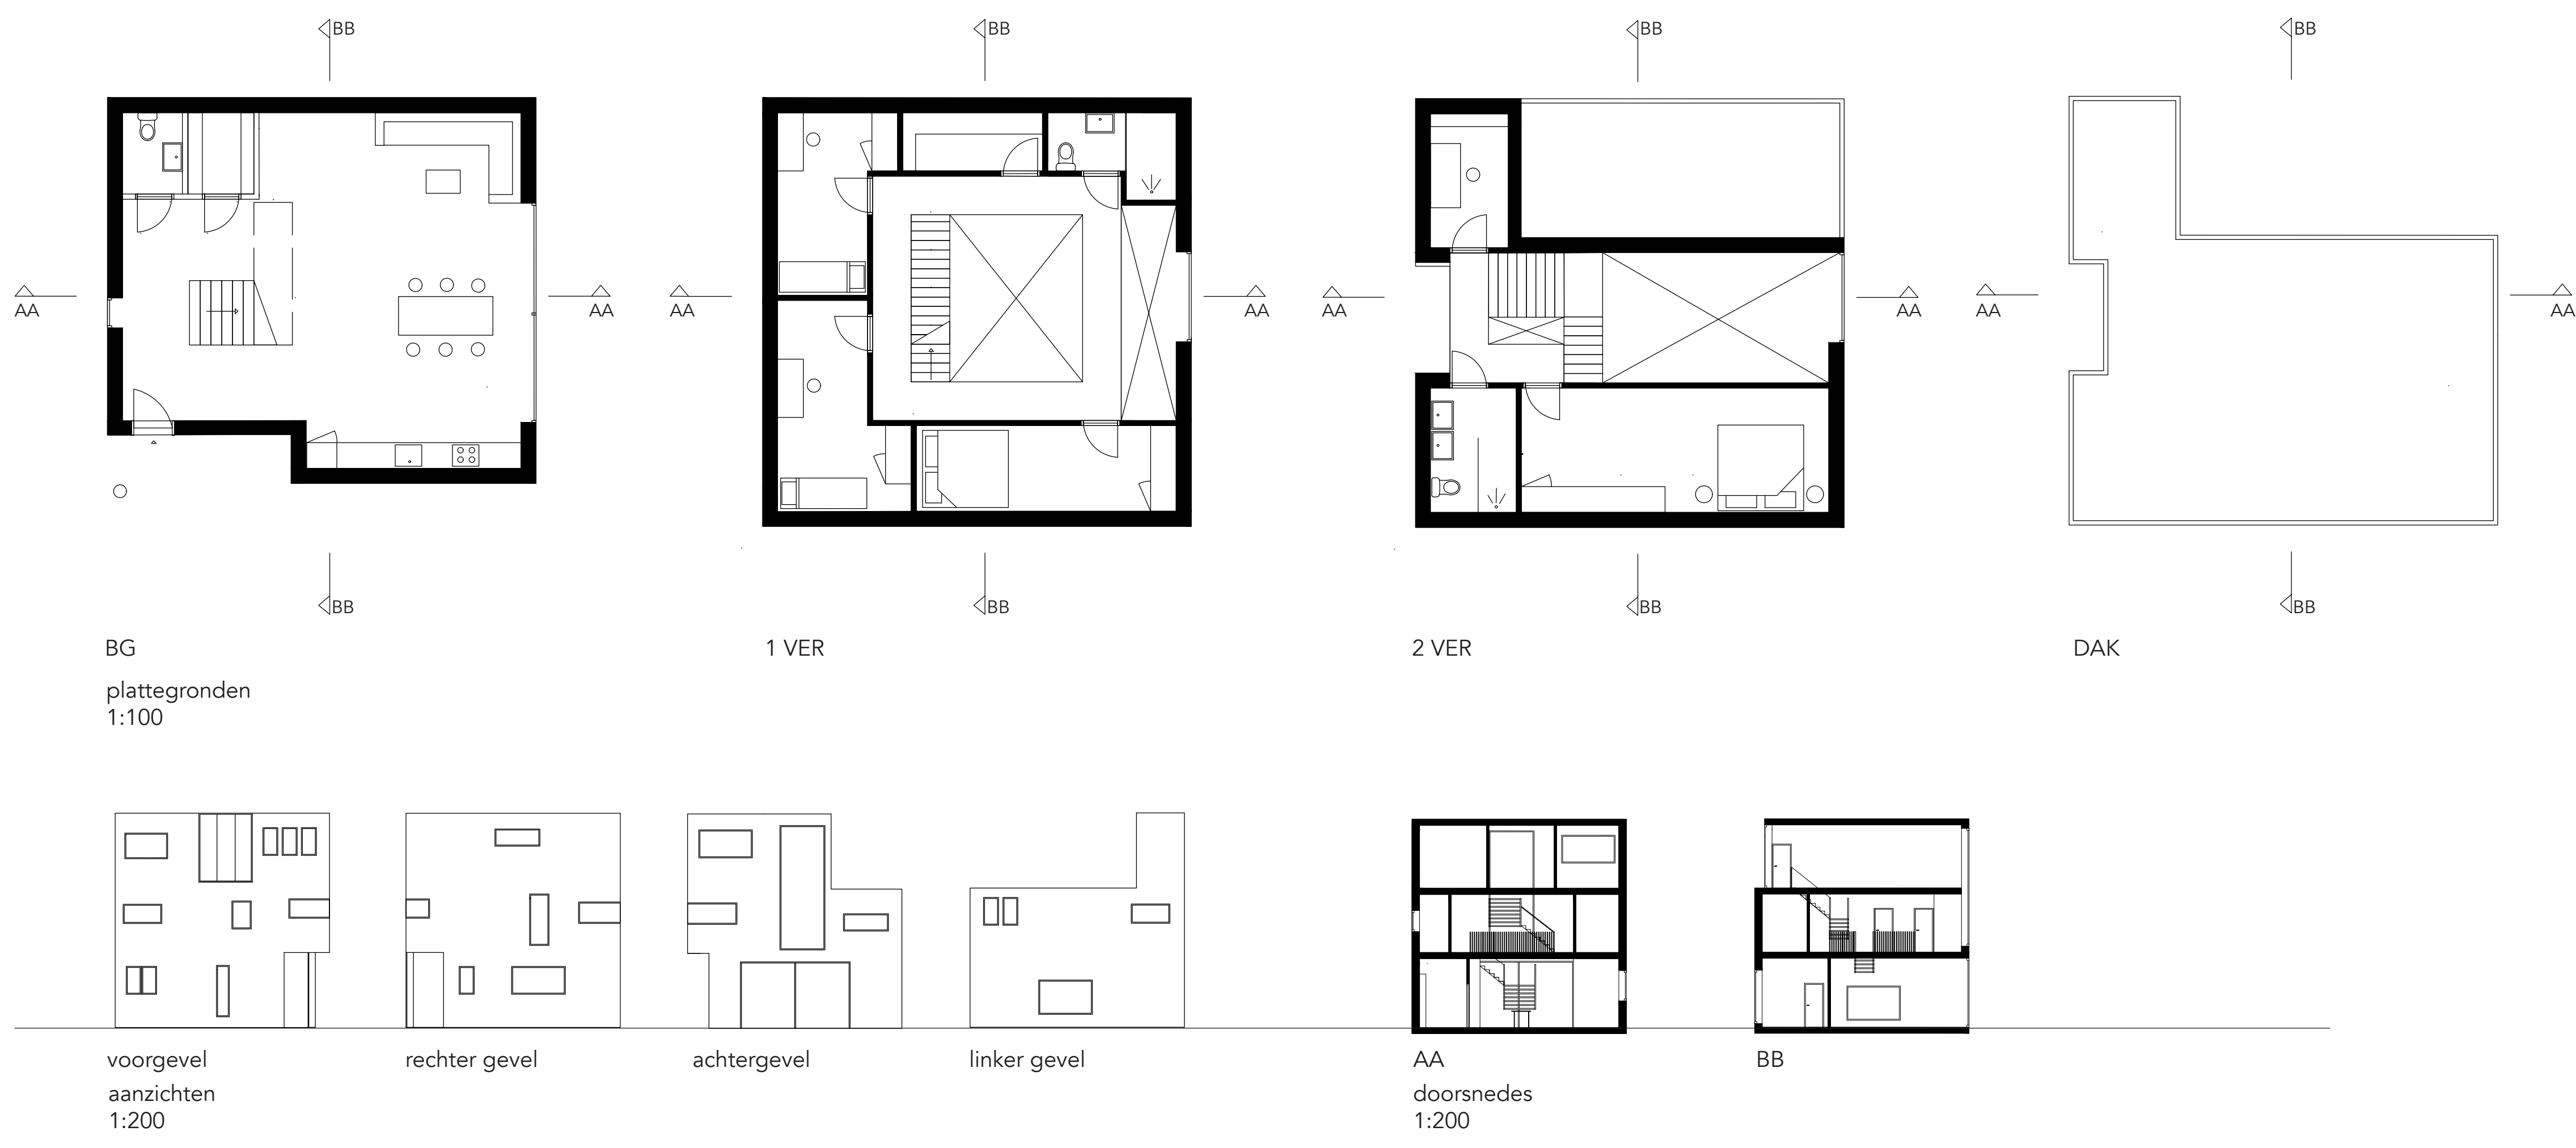 BB
BB
BB
BB
AA
AA
AA
AA
AA
AA
AA
AA
BB
BB
BB
BB
BG
1 VER
2 VER
DAK
plattegronden
1:100
voorgevel
rechter gevel
achtergevel
linker gevel
AA
BB
aanzichten
1:200
doorsnedes
1:200